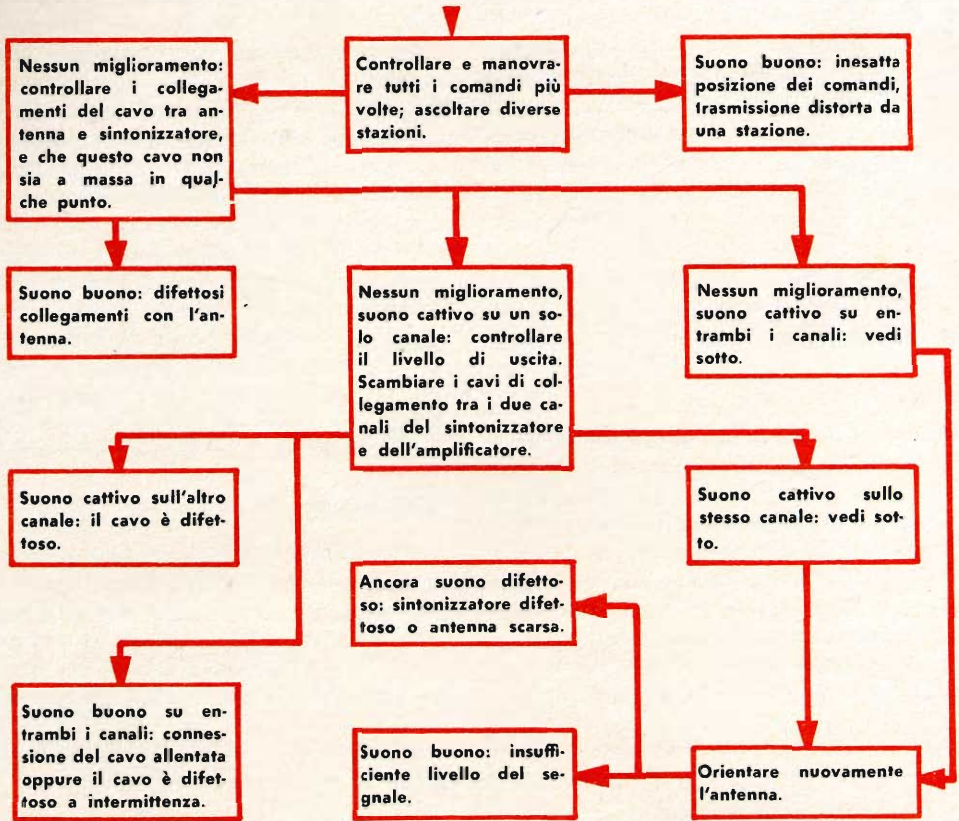 Nessun miglioramento:
controllare i collega-
menti del cavo tra an-
tenna e sintonizzatore,
e che questo cavo non
sia a massa in qual-
che punto.
Controllare e manovra-
re tutti i comandi più
volte; ascoltare diverse
stazioni.
Suono buono: inesatta
posizione dei comandi,
trasmissione distorta da
una stazione.
Suono buono: difettosi
collegamenti con l'an-
tenna.
Nessun miglioramento,
suono cattivo su un so-
lo canale: controllare
il livello di uscita.
Scambiare i cavi di col-
legamento tra i due ca-
nali del sintonizzatore
e dell'amplificatore.
Nessun miglioramento,
suono cattivo su en-
trambi i canali: vedi
sotto.
Suono cattivo sull'altro
canale: il cavo è difet-
toso.
Suono cattivo sullo
stesso canale: vedi sot-
to.
Ancora suono difetto-
so: sintonizzatore difet-
toso o antenna scarsa.
Suono buono su en-
trambi i canali: connes-
sione del cavo allentata
oppure il cavo è difet-
toso a intermittenza.
Suono buono: insuffi-
ciente livello del se-
gnale.
Orientare nuovamente
l'antenna.